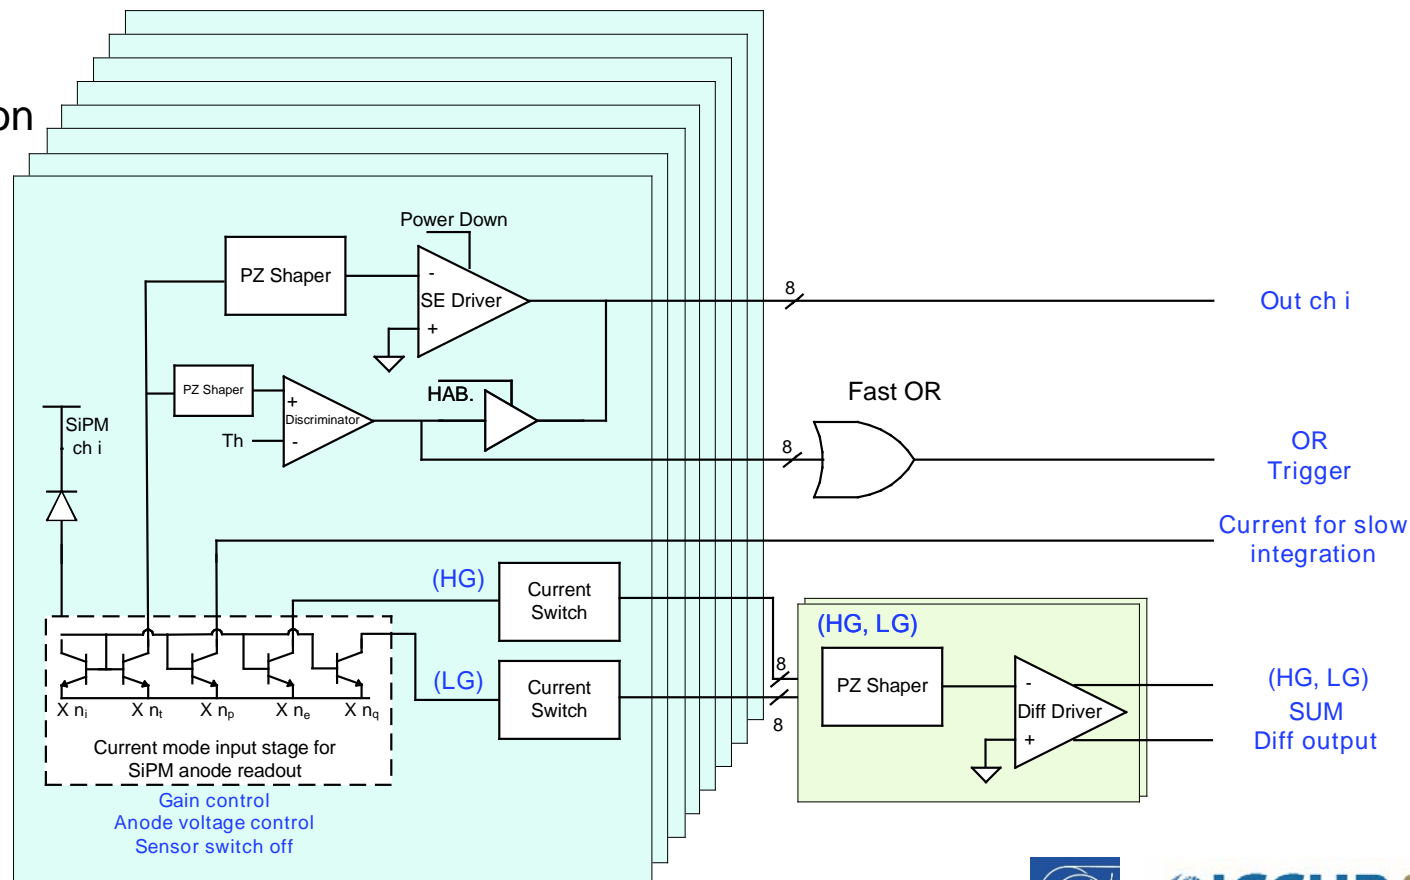 on
Power Down
PZ Shaper
-
SE Driver
+
8
Out ch i
PZ Shaper
+
Discriminator
-
Th
HAB.
Fast OR
SiPM
ch i
8
OR
Trigger
Current for slow
integration
(HG)
Current
Switch
(LG)
Current
Switch
8
8
(HG, LG)
PZ Shaper
-
Diff Driver
+
(HG, LG)
SUM
Diff output
X ni
X nt
X np
X ne
X nq
Current mode input stage for
SiPM anode readout
Gain control
Anode voltage control
Sensor switch off